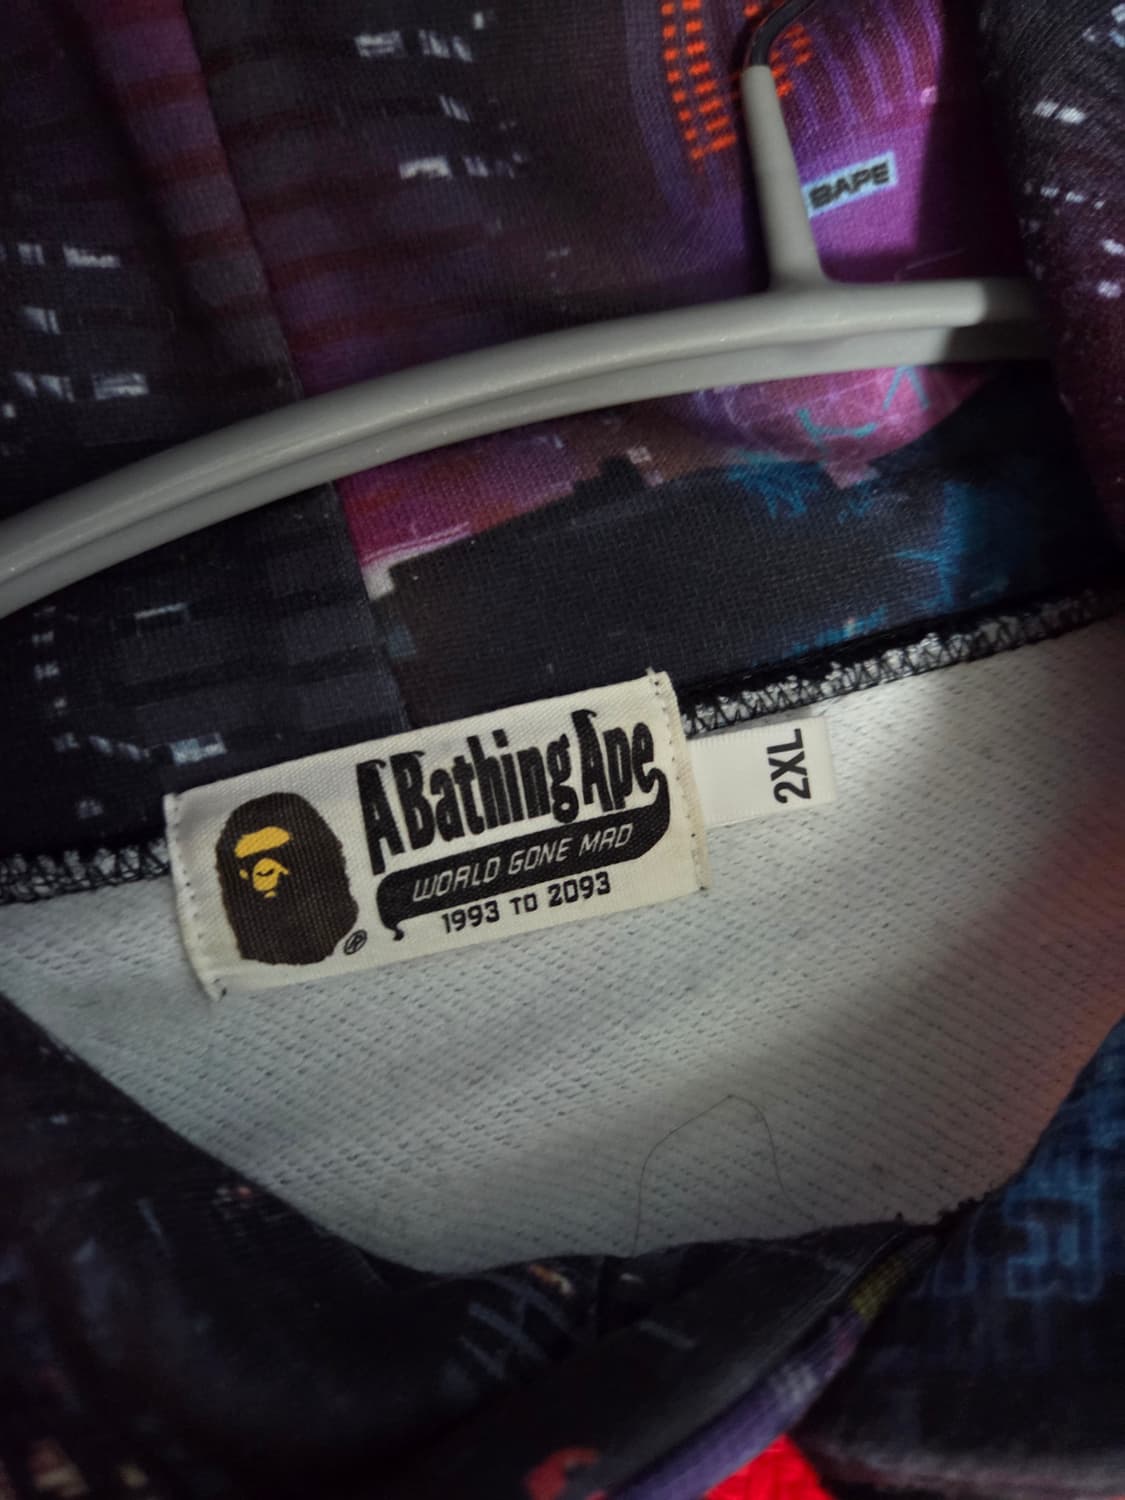 BAPE
A Bathing Ape
WORLD GONE MAD
1993 TO 2093
®
2XL